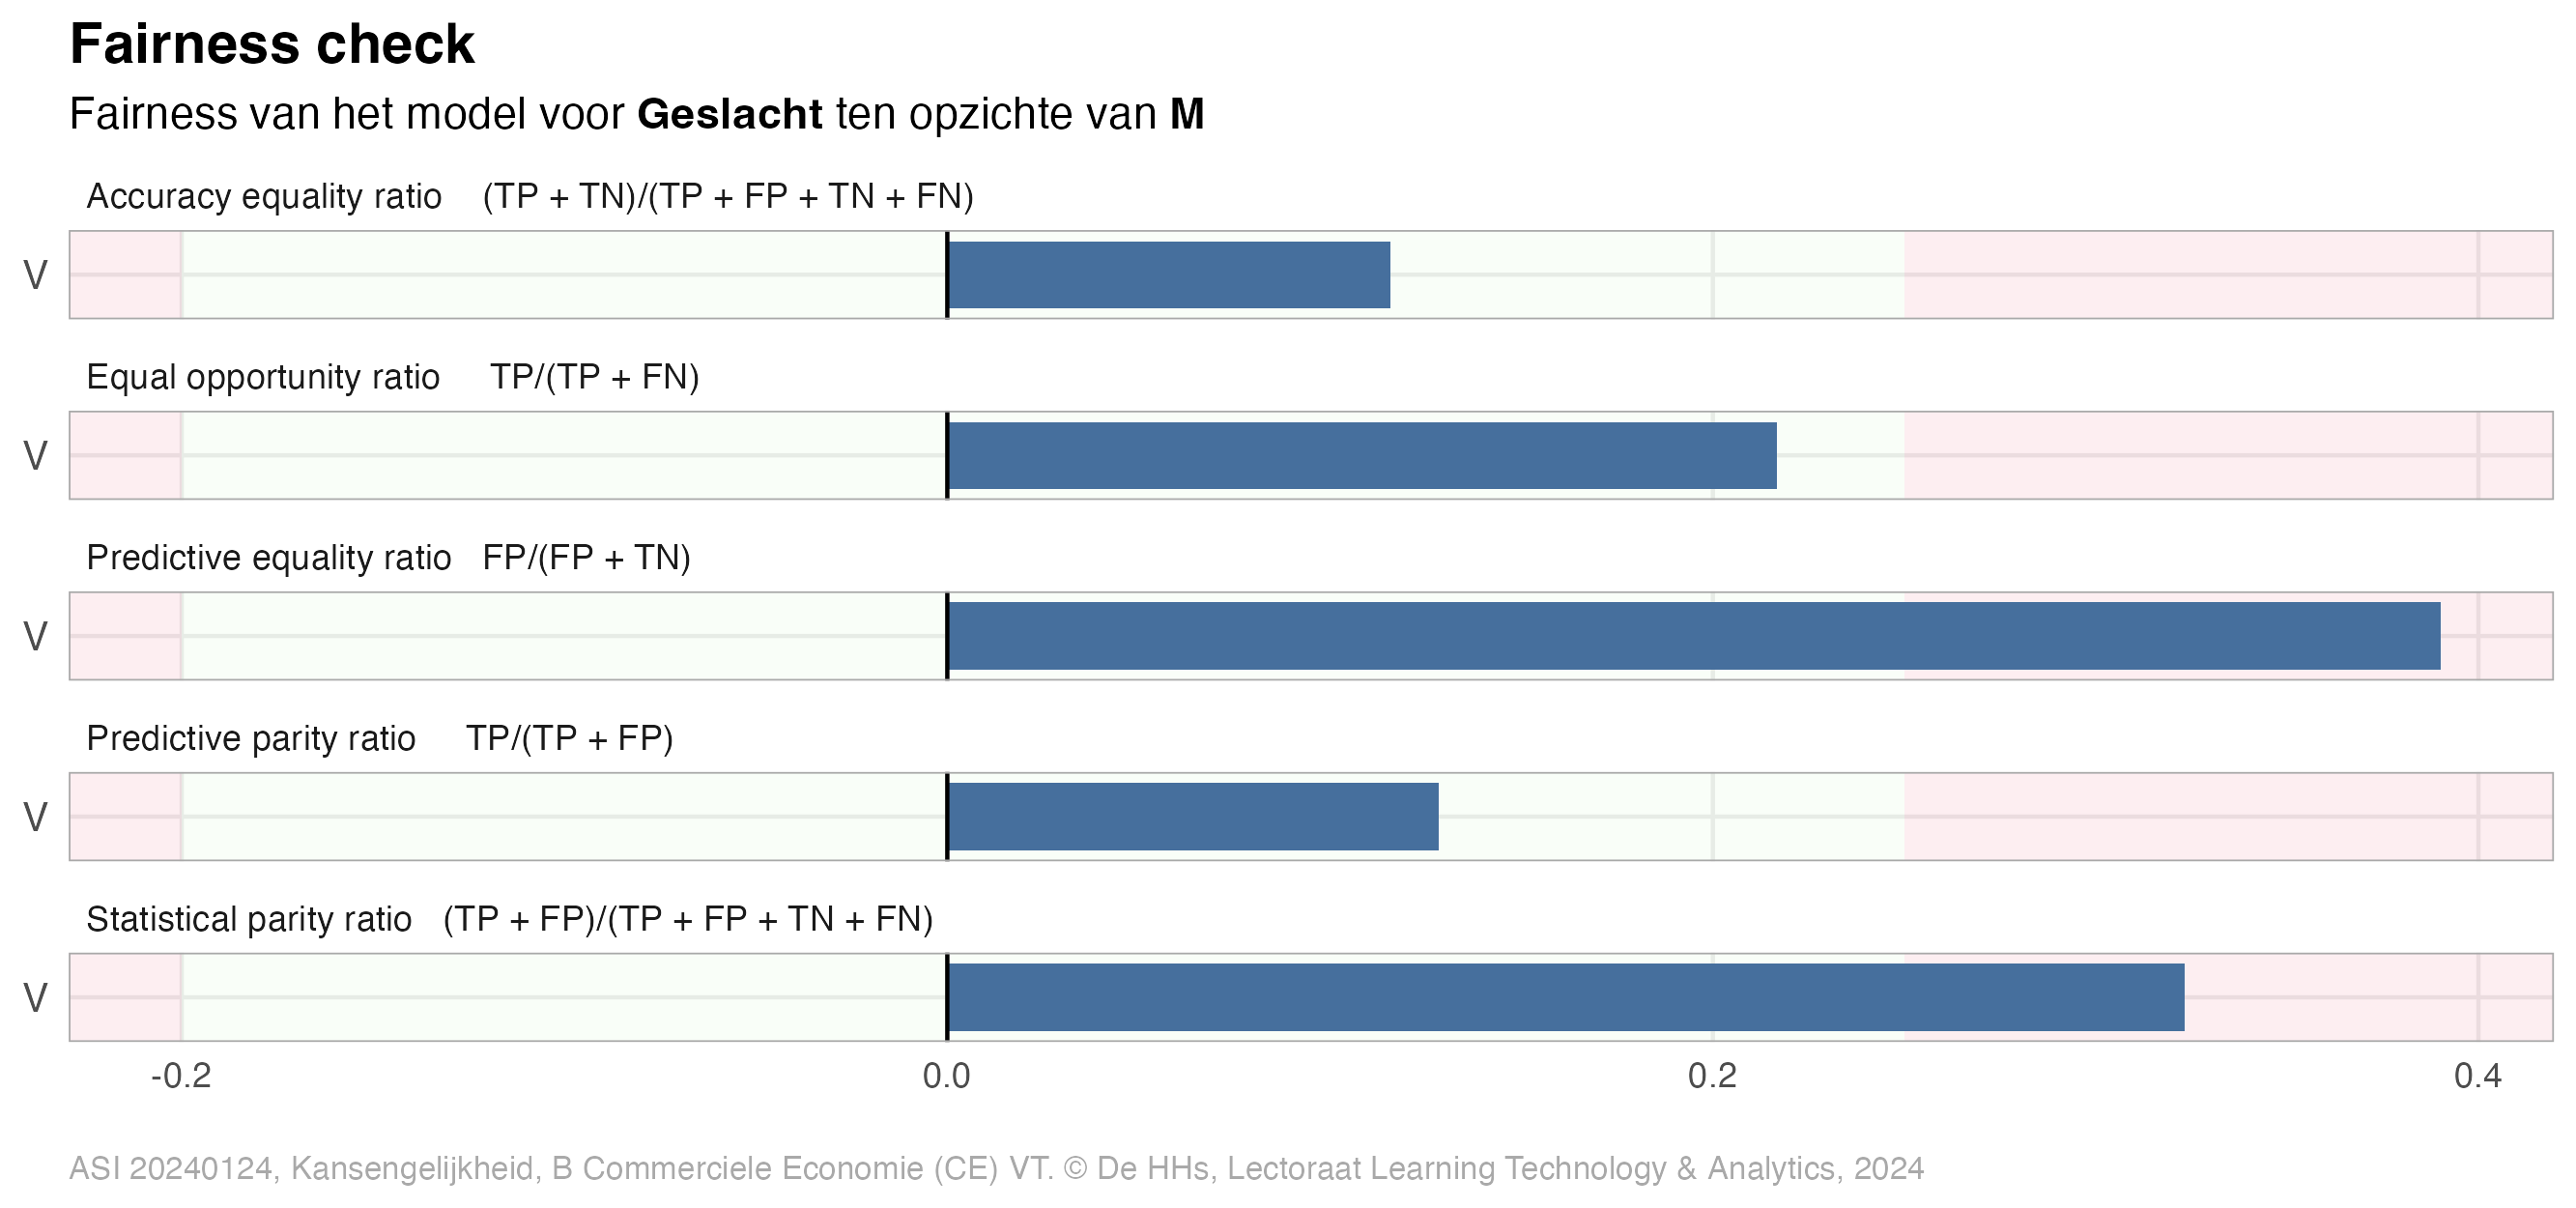 Fairness check
Fairness van het model voor Geslacht ten opzichte van M
Accuracy equality ratio (TP + TN)/(TP + FP + TN + FN)
V
Equal opportunity ratio TP/(TP + FN)
V
Predictive equality ratio FP/(FP + TN)
V
Predictive parity ratio TP/(TP + FP)
V
Statistical parity ratio (TP + FP)/(TP + FP + TN + FN)
V
-0.2 0.0 0.2 0.4
ASI 20240124, Kansengelijkheid, B Commerciele Economie (CE) VT. © De HHs, Lectoraat Learning Technology & Analytics, 2024